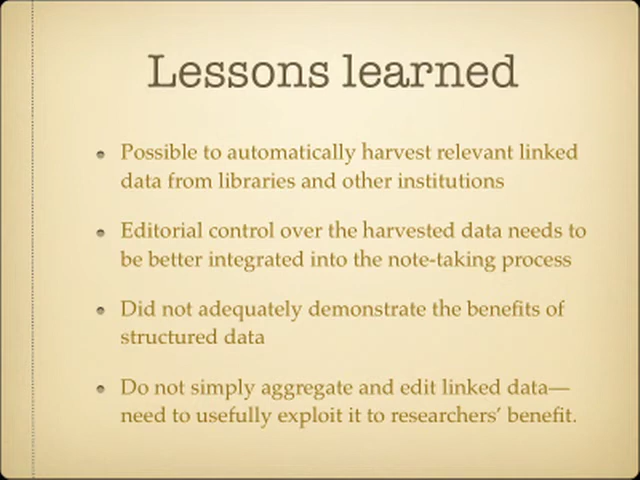 Lessons learned
Possible to automatically harvest relevant linked
data from libraries and other institutions
Editorial control over the harvested data needs to
be better integrated into the note-taking process
Did not adequately demonstrate the benefits of
structured data
Do not simply aggregate and edit linked data—
need to usefully exploit it to researchers’ benefit.